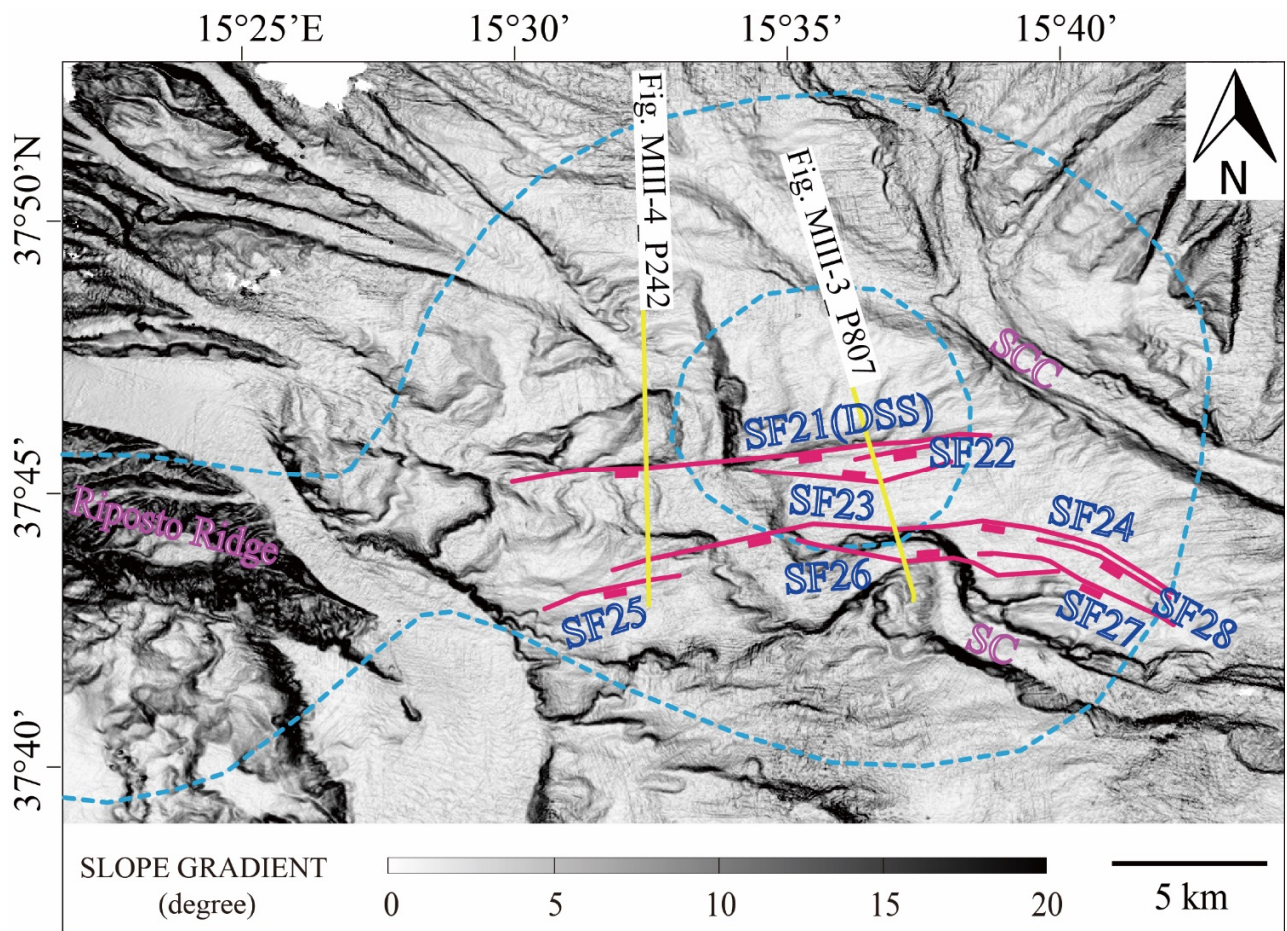 15°25’E 15°30’ 15°35’ 15°40’
37°50’N
37°45’
37°40’
N
Fig. MIII-4_P242
Fig. MIII-3_P807
SCC
SF21(DSS)
SF22
SF23
SF24
Riposto Ridge
SF26
SF25
SF27
SF28
SC
SLOPE GRADIENT
(degree)
0 5 10 15 20
5 km